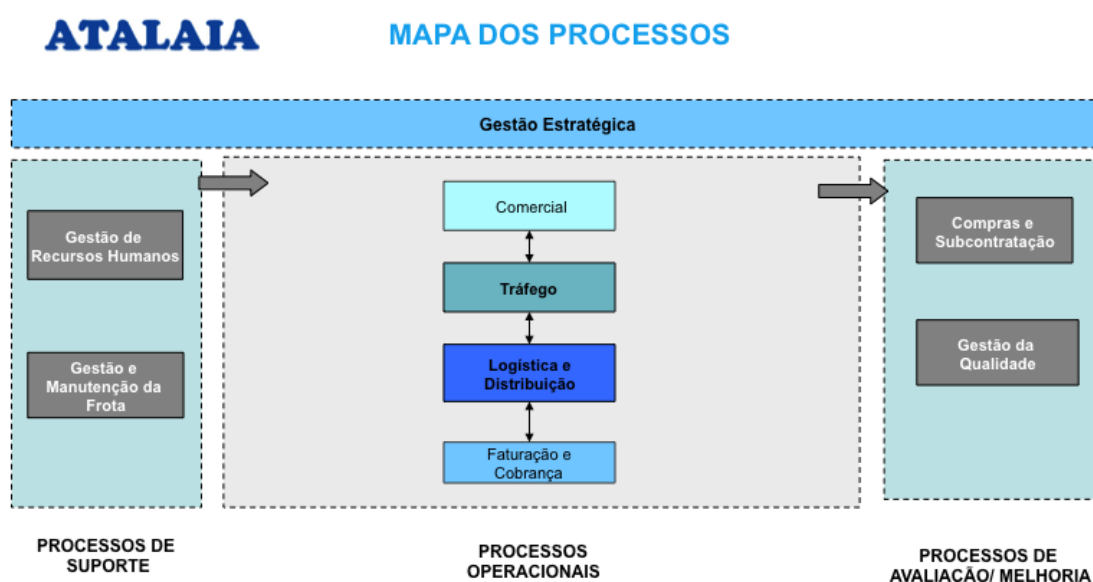 ATALAIA
MAPA DOS PROCESSOS
Gestão Estratégica
Gestão de
Recursos Humanos
Gestão e
Manutenção da
Frota
Comercial
Tráfego
Logística e
Distribuição
Faturação e
Cobrança
Compras e
Subcontratação
Gestão da
Qualidade
PROCESSOS DE
SUPORTE
PROCESSOS
OPERACIONAIS
PROCESSOS DE
AVALIAÇÃO/ MELHORIA